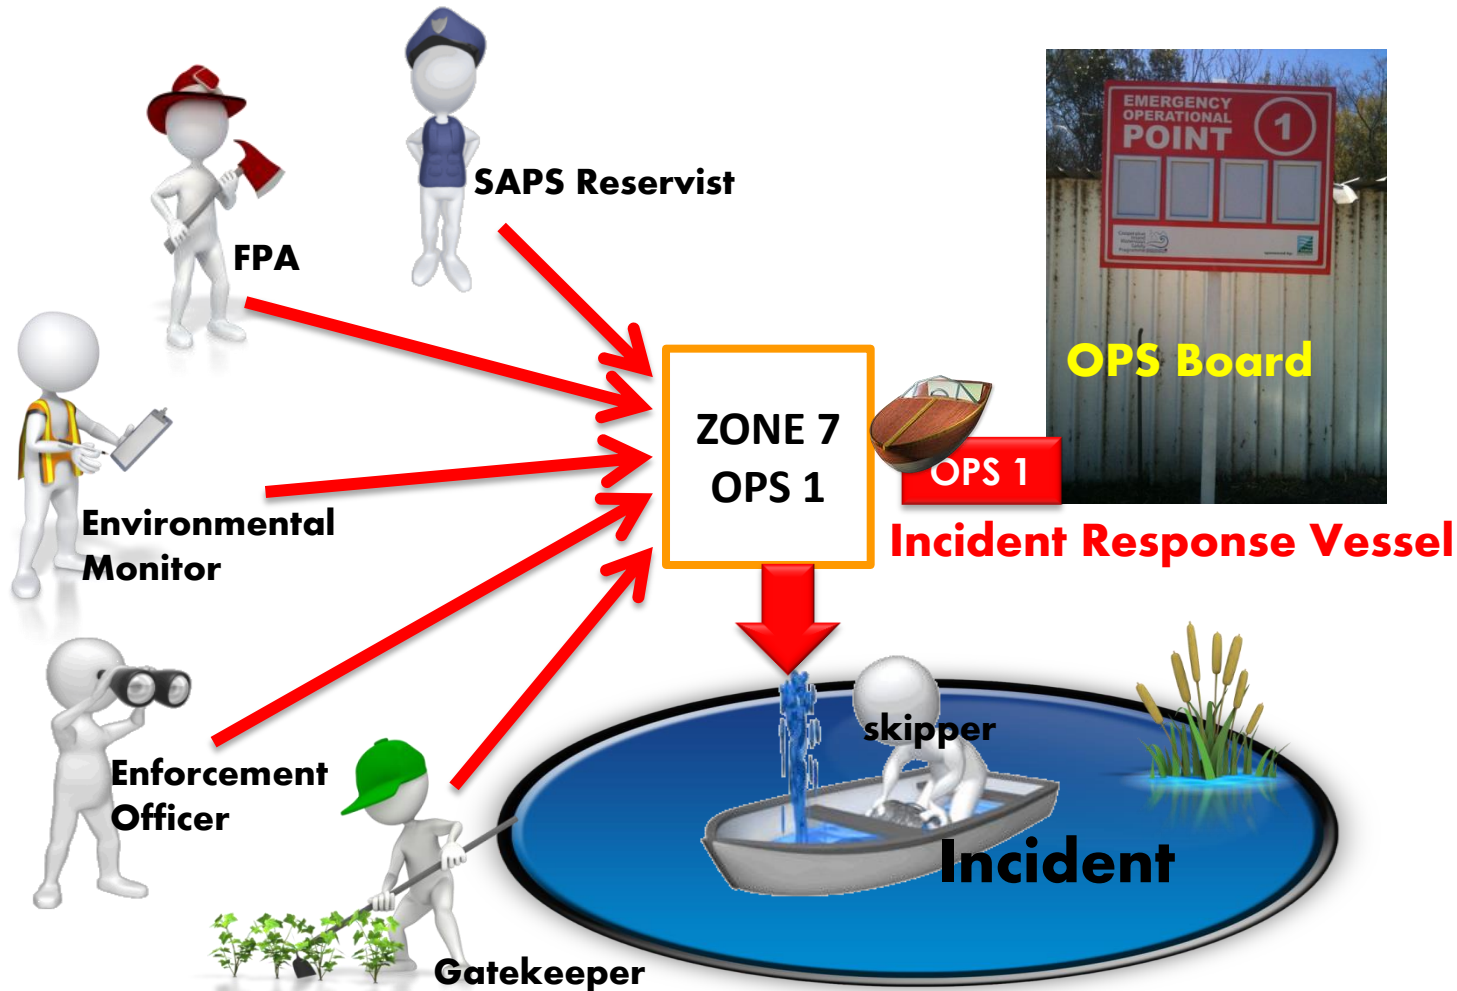 SAPS Reservist
FPA
EMERGENCY
OPERATIONAL
POINT
1
OPS Board
ZONE 7
OPS 1
OPS 1
Incident Response Vessel
Environmental
Monitor
skipper
Enforcement
Officer
Incident
Gatekeeper